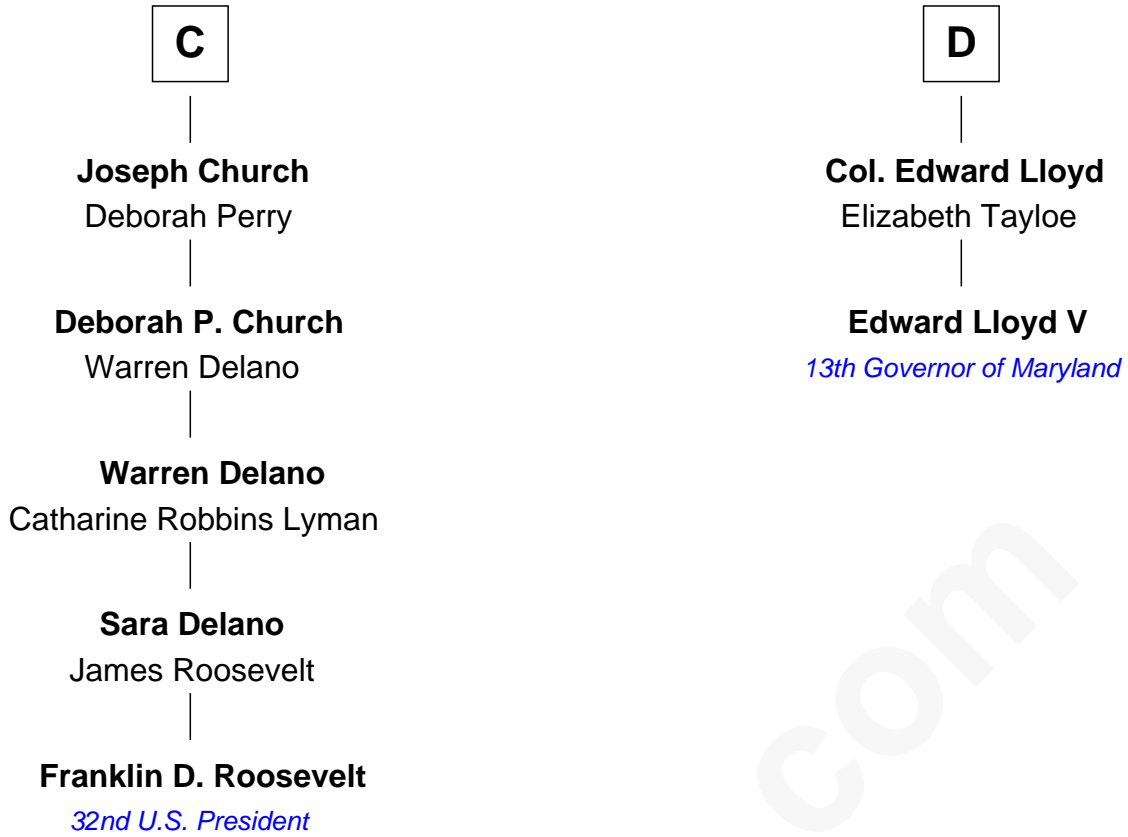 C
Joseph Church
Deborah Perry
Deborah P. Church
Warren Delano
Warren Delano
Catharine Robbins Lyman
Sara Delano
James Roosevelt
Franklin D. Roosevelt
32nd U.S. President
D
Col. Edward Lloyd
Elizabeth Tayloe
Edward Lloyd V
13th Governor of Maryland
com